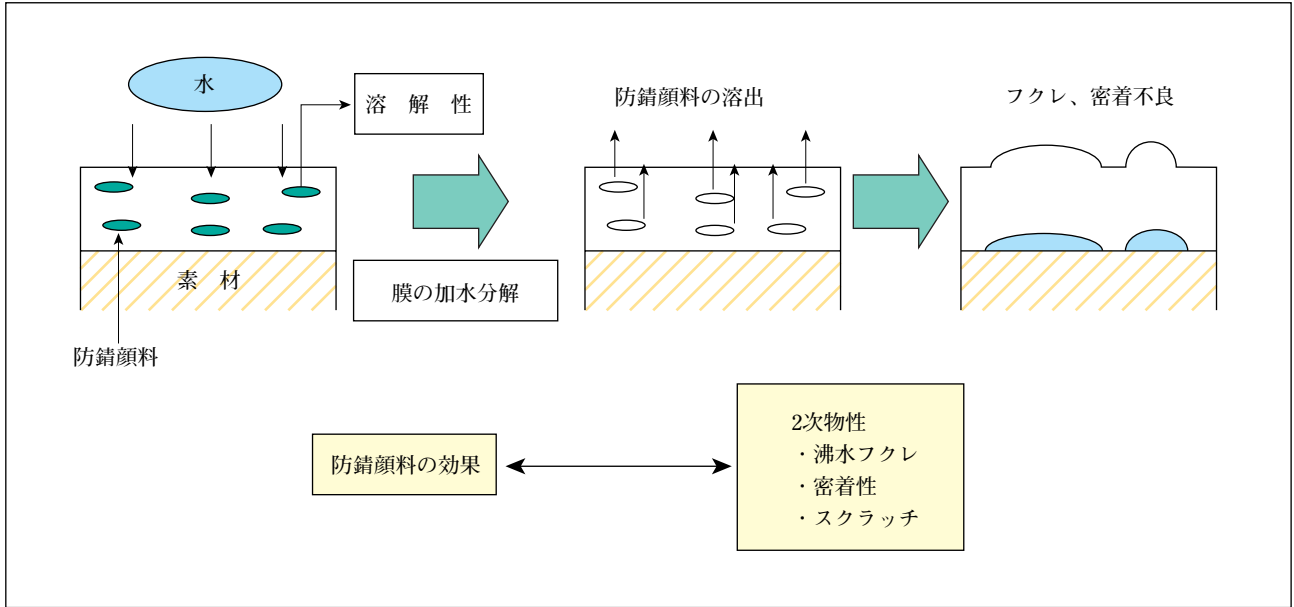 水
溶 解 性
素 材
防錆顔料
膜の加水分解
防錆顔料の溶出
フクレ、密着不良
防錆顔料の効果
2次物性
・沸水フクレ
・密着性
・スクラッチ